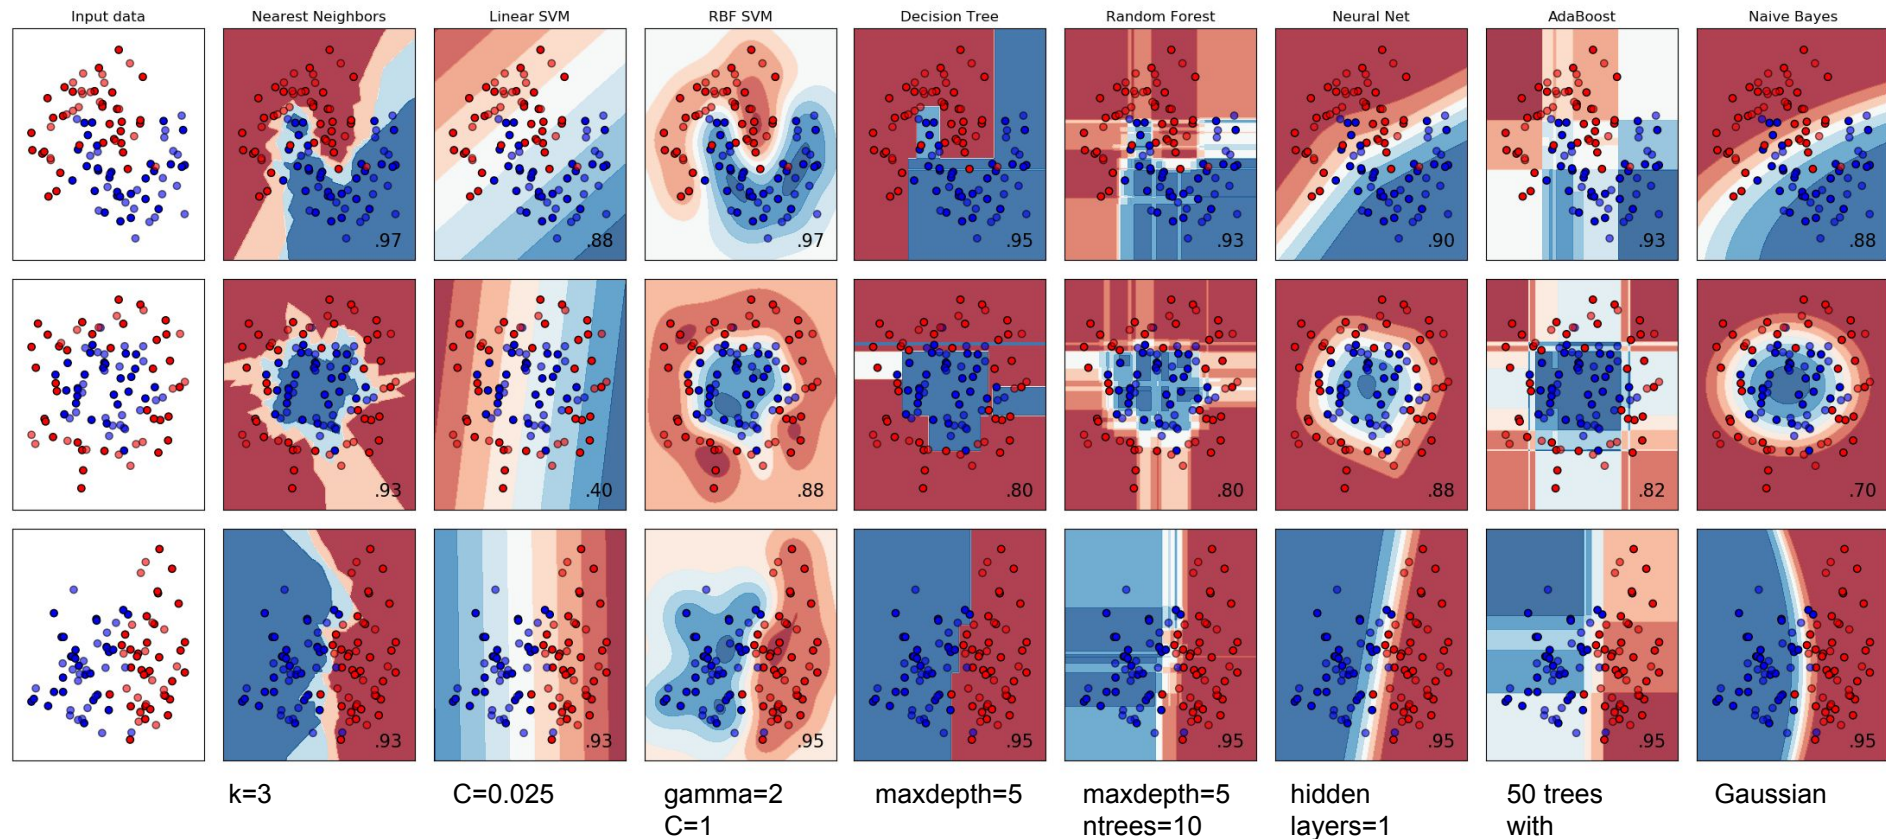 Input data Nearest Neighbors Linear SVM RBF SVM Decision Tree Random Forest Neural Net AdaBoost Naive Bayes
.97 .88 .97 .95 .93 .90 .93 .88
.93 .40 .88 .80 .80 .88 .82 .70
.93 .93 .95 .95 .95 .95 .95 .95
k=3 C=0.025 gamma=2 maxdepth=5 maxdepth=5 hidden 50 trees Gaussian
C=1 ntrees=10 layers=1 with